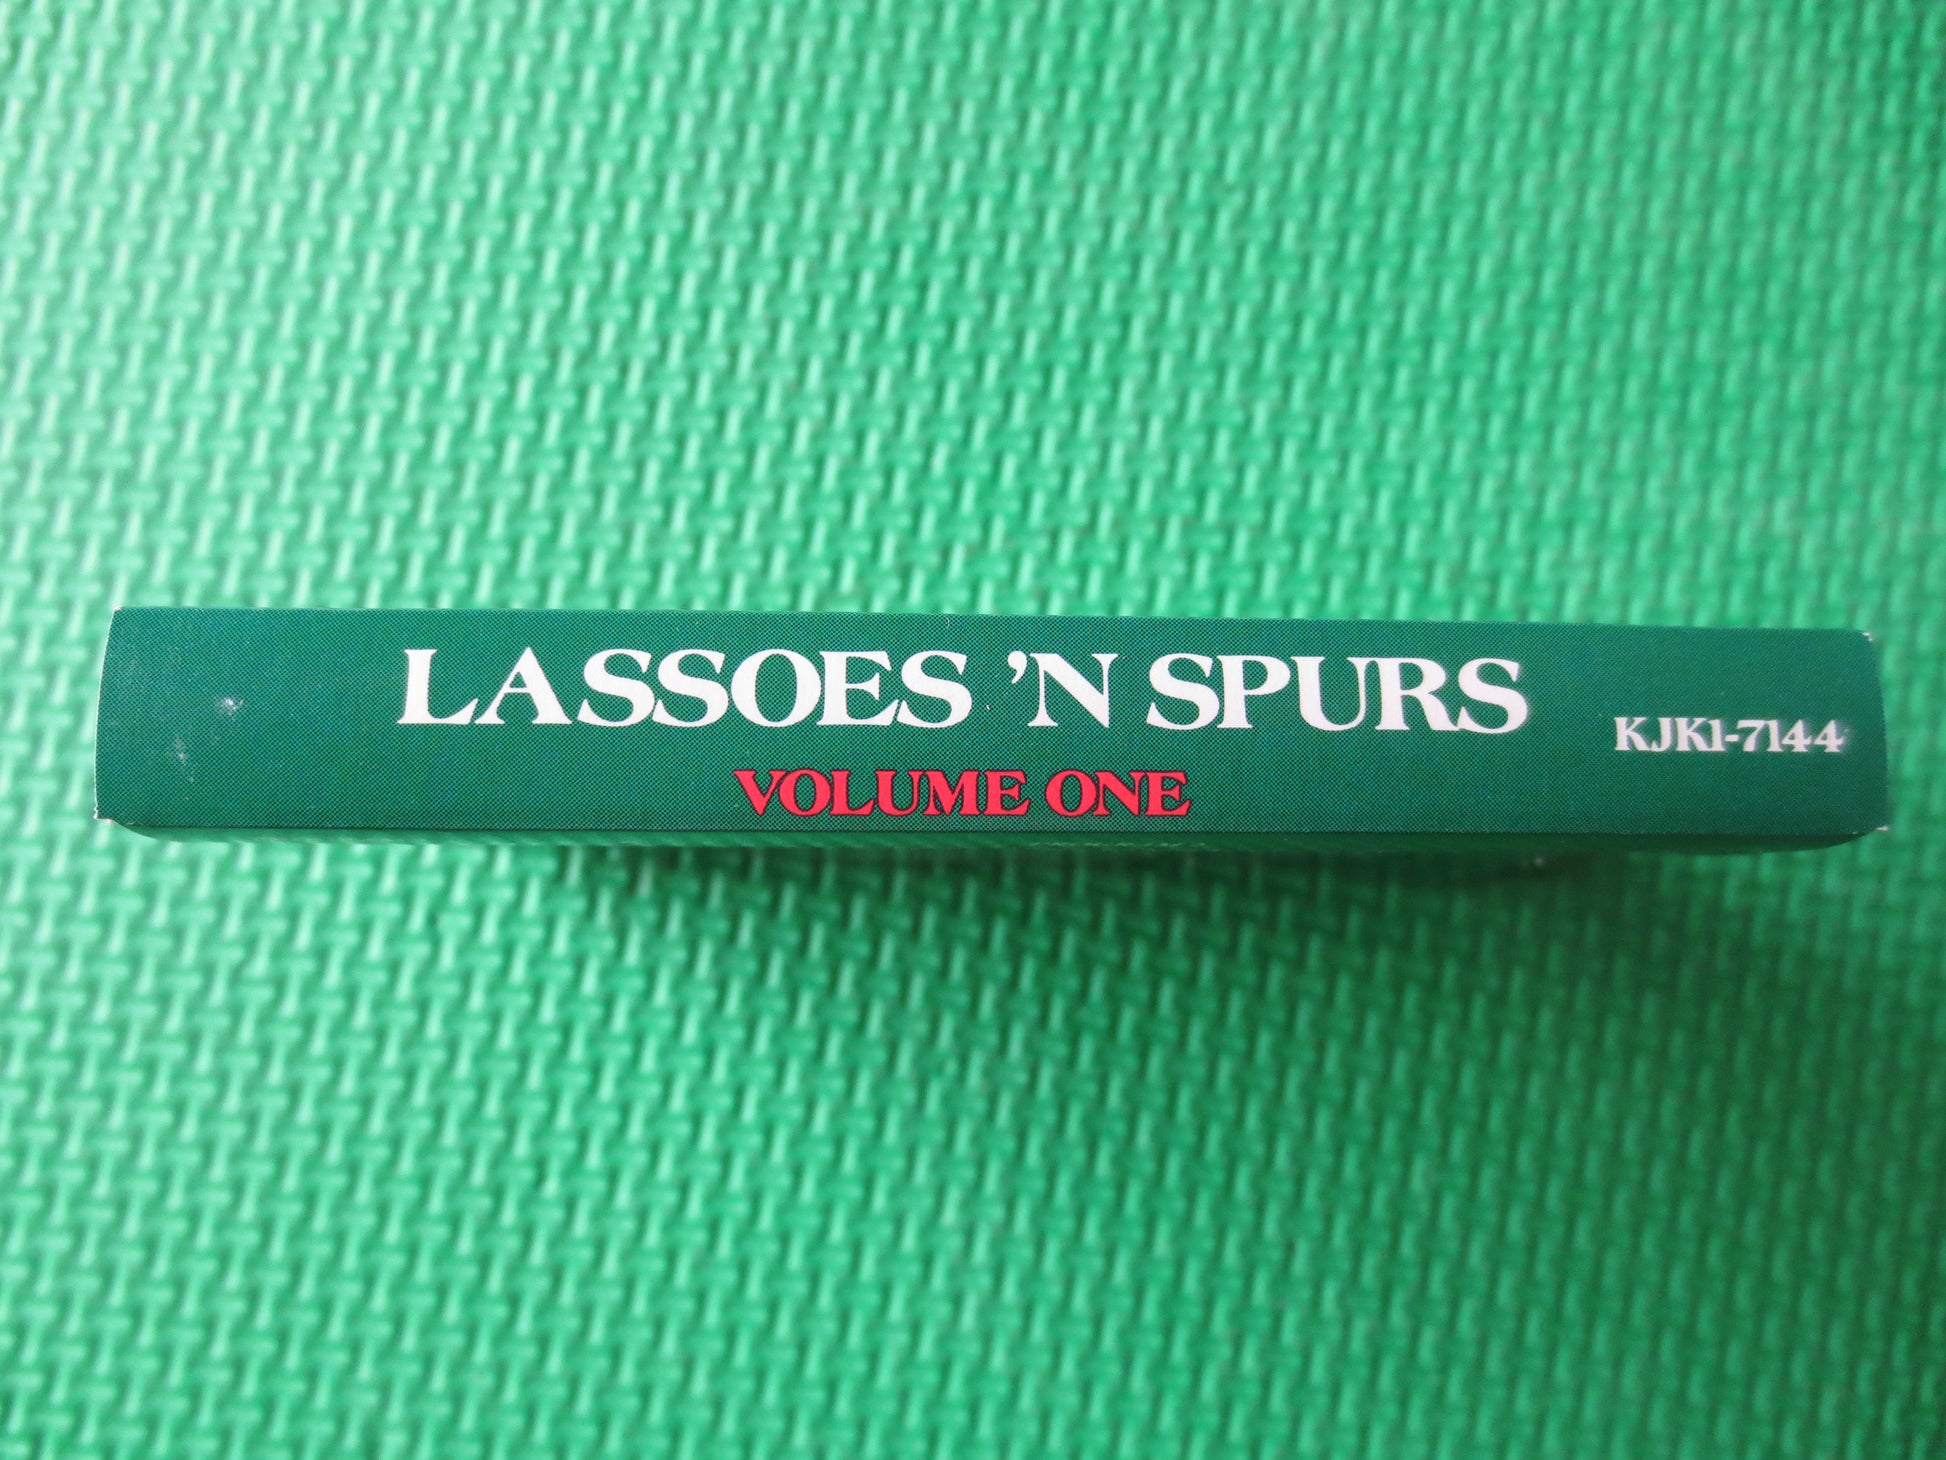 LASSOES 'N SPURS
KJK1-7144
VOLUME ONE